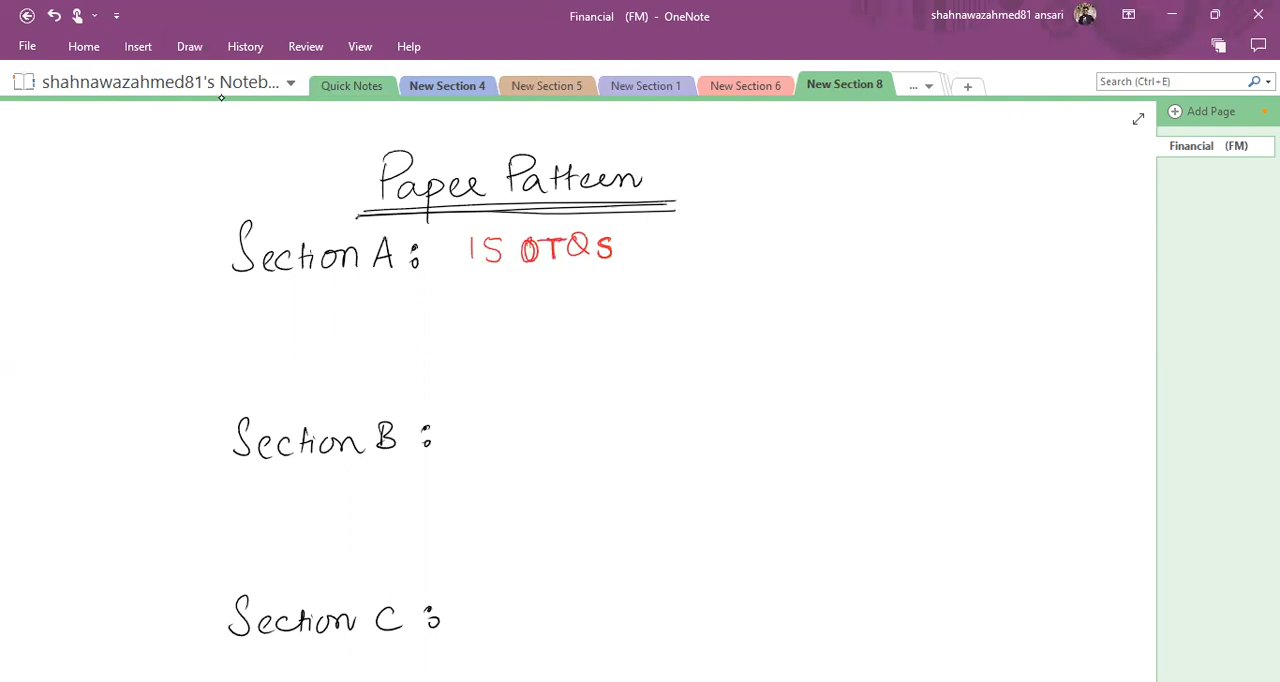 Financial (FM) - OneNote
shahnawazahmed81 ansari
File Home Insert Draw History Review View Help
shahnawazahmed81's Noteb...
Quick Notes New Section 4 New Section 5 New Section 1 New Section 6 New Section 8 ... +
Search (Ctrl+E)
Add Page
Financial (FM)
Paper Pattern
Section A: 15 OTQS
Section B:
Section C: